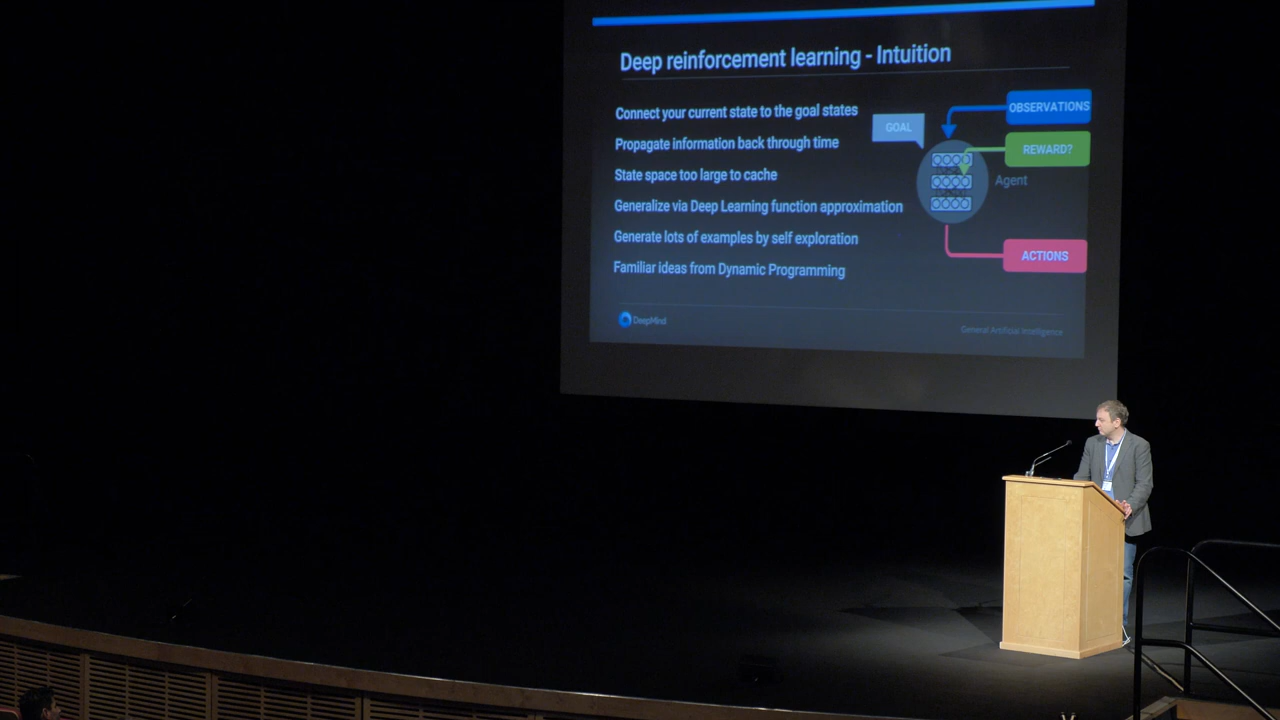 Deep reinforcement learning - Intuition
Connect your current state to the goal states
Propagate information back through time
State space too large to cache
Generalize via Deep Learning function approximation
Generate lots of examples by self exploration
Familiar ideas from Dynamic Programming
OBSERVATIONS
GOAL
REWARD?
Agent
ACTIONS
DeepMind
General Artificial Intelligence